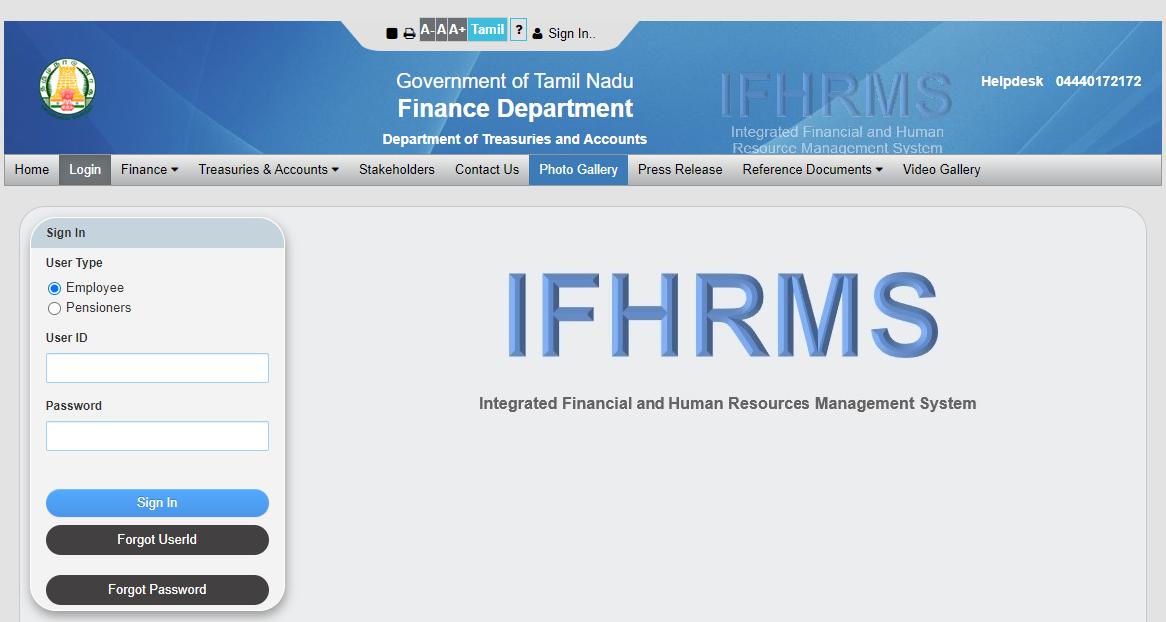 A- A A+ Tamil ? Sign In..
Government of Tamil Nadu
Finance Department
Department of Treasuries and Accounts
IFHRMS
Integrated Financial and Human
Resource Management System
Helpdesk 04440172172
Home Login Finance Treasuries & Accounts Stakeholders Contact Us Photo Gallery Press Release Reference Documents Video Gallery
Sign In
User Type
Employee
Pensioners
User ID
Password
Sign In
Forgot UserId
Forgot Password
IFHRMS
Integrated Financial and Human Resources Management System